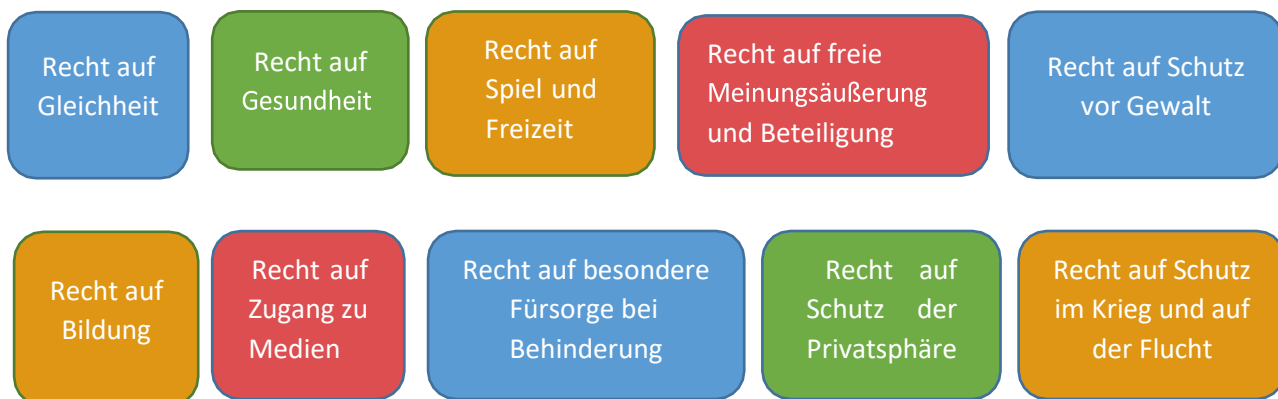 Recht auf
Gleichheit
Recht auf
Gesundheit
Recht auf
Spiel und
Freizeit
Recht auf freie
Meinungsäußerung
und Beteiligung
Recht auf Schutz
vor Gewalt
Recht auf
Bildung
Recht auf
Zugang zu
Medien
Recht auf besondere
Fürsorge bei
Behinderung
Recht auf
Schutz der
Privatsphäre
Recht auf Schutz
im Krieg und auf
der Flucht